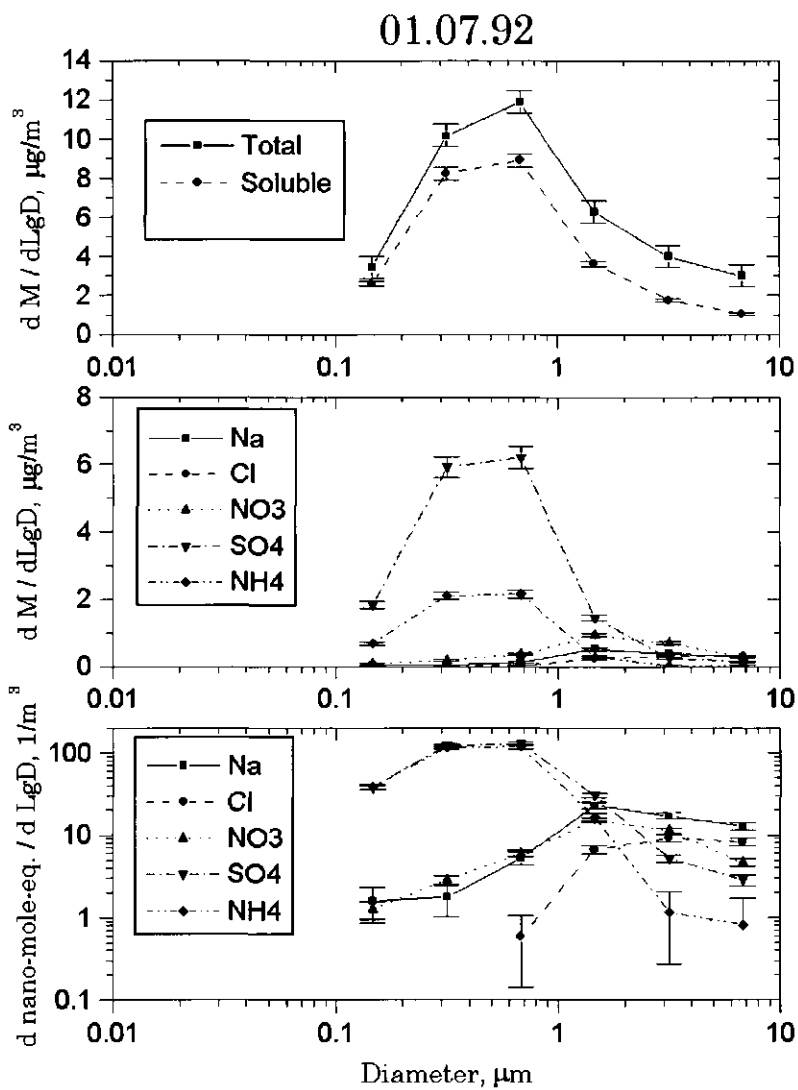 01.07.92
d M / dLgD, µg/m³
14
12
10
8
6
4
2
0
Total
Soluble
0.01
0.1
1
10
d M / dLgD, µg/m³
8
6
4
2
0
Na
Cl
NO3
SO4
NH4
0.01
0.1
1
10
d nano-mole-eq. / d LgD, 1/m³
100
10
1
0.1
Na
Cl
NO3
SO4
NH4
0.01
0.1
1
10
Diameter, µm